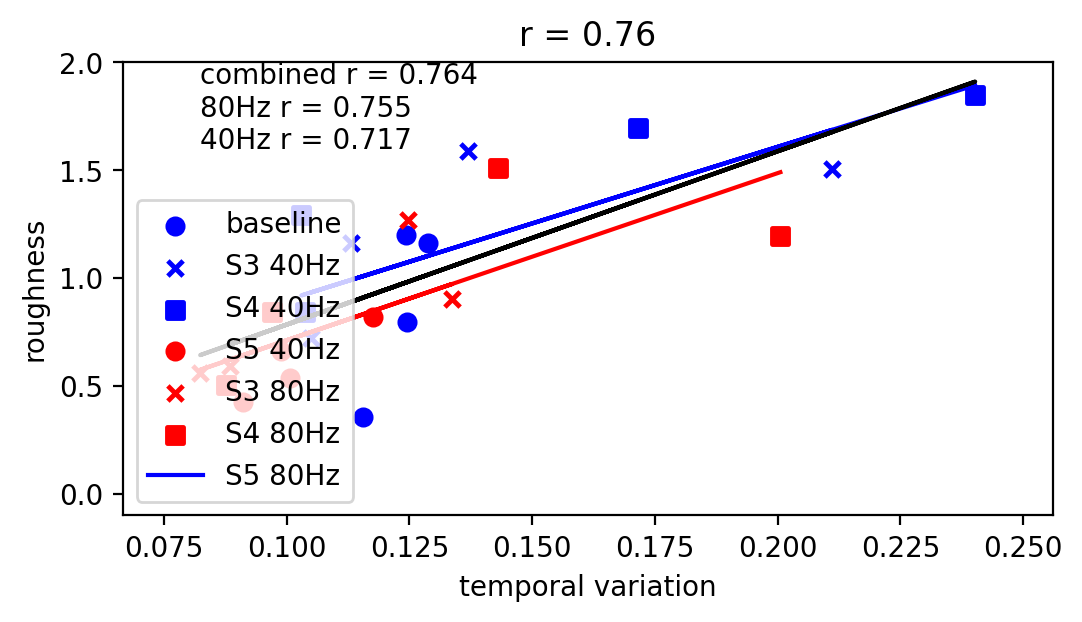 r = 0.76
combined r = 0.764
80Hz r = 0.755
40Hz r = 0.717
roughness
2.0
1.5
1.0
0.5
0.0
baseline
S3 40Hz
S4 40Hz
S5 40Hz
S3 80Hz
S4 80Hz
S5 80Hz
0.075 0.100 0.125 0.150 0.175 0.200 0.225 0.250
temporal variation